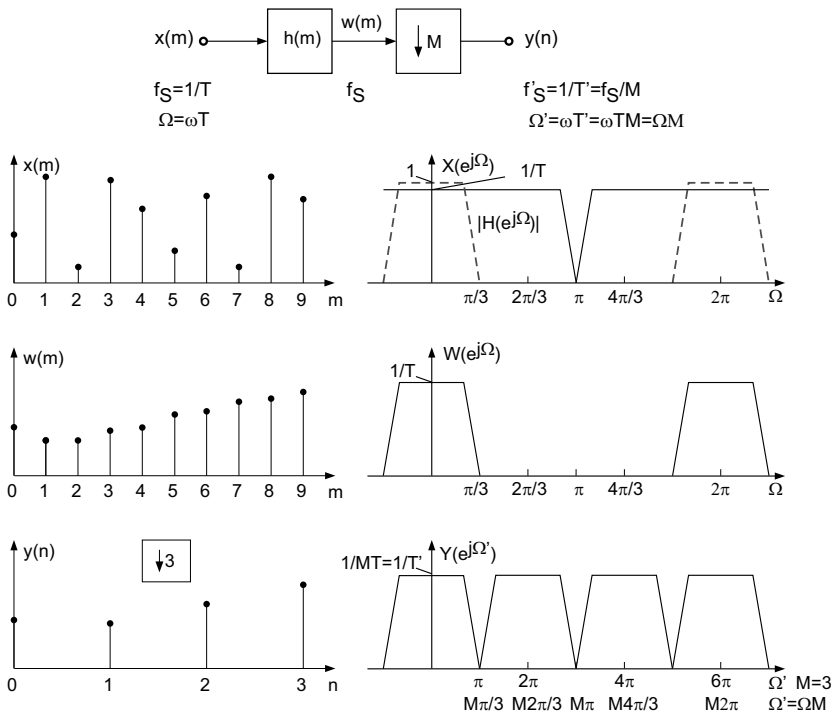 x(m) h(m) w(m) ↓ M y(n)
f_S=1/T f_S f'_S=1/T'=f_S/M
Ω=ωT Ω'=ωT'=ωTM=ΩM
x(m)
0 1 2 3 4 5 6 7 8 9 m
1 X(e^jΩ) 1/T
|H(e^jΩ)|
π/3 2π/3 π 4π/3 2π Ω
w(m)
0 1 2 3 4 5 6 7 8 9 m
W(e^jΩ)
1/T
π/3 2π/3 π 4π/3 2π Ω
y(n)
↓3
0 1 2 3 n
1/MT=1/T' Y(e^jΩ')
π 2π 4π 6π Ω' M=3
Mπ/3 M2π/3 Mπ M4π/3 M2π Ω'=ΩM